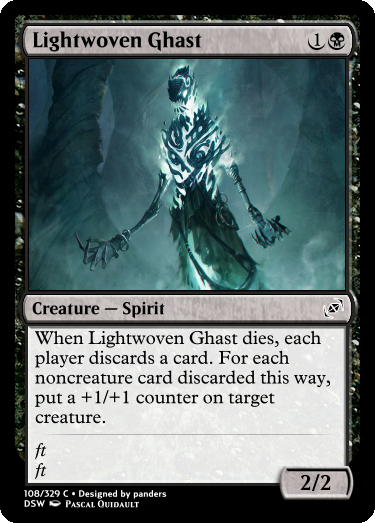 Lightwoven Ghast 1
Creature — Spirit
When Lightwoven Ghast dies, each
player discards a card. For each
noncreature card discarded this way,
put a +1/+1 counter on target
creature.
ft
ft
2/2
108/329 C • Designed by panders
DSW Pascal Quidault